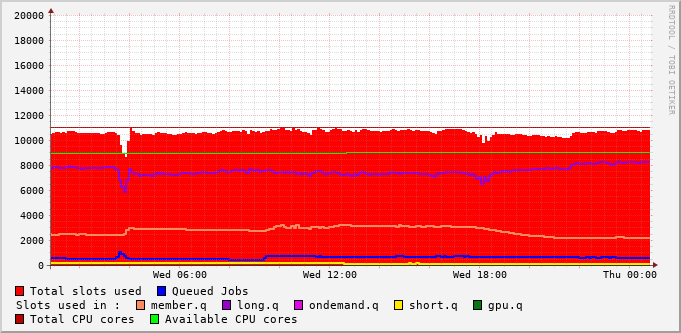 RRDTOOL / TOBI OETIKER
20000
18000
16000
14000
12000
10000
8000
6000
4000
2000
0
Wed 06:00 Wed 12:00 Wed 18:00 Thu 00:00
Total slots used Queued Jobs
Slots used in : member.q long.q ondemand.q short.q gpu.q
Total CPU cores Available CPU cores